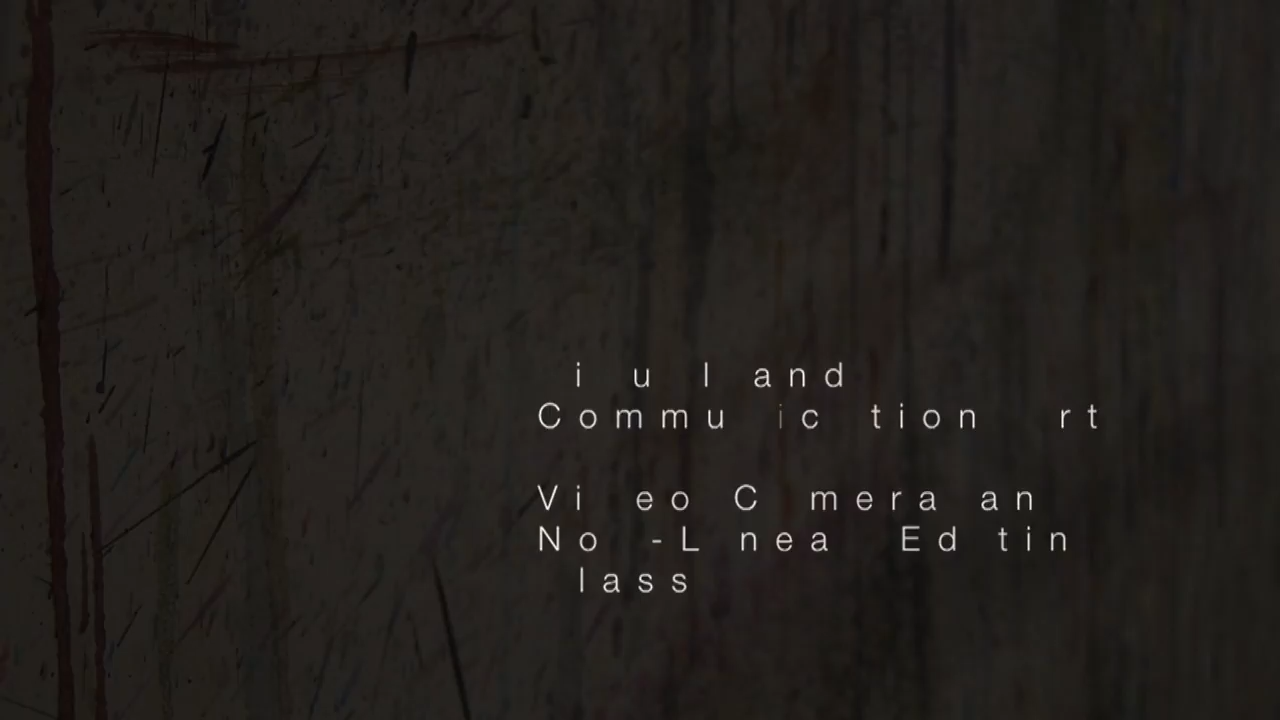 i u l and
Commu ic tion rt
Vi eo C mera an
No -L nea Ed tin
lass